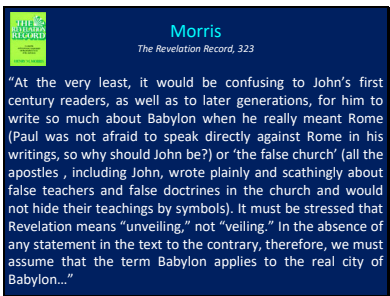 THE
REVELATION
RECORD
Morris
The Revelation Record, 323
“At the very least, it would be confusing to John’s first
century readers, as well as to later generations, for him to
write so much about Babylon when he really meant Rome
(Paul was not afraid to speak directly against Rome in his
writings, so why should John be?) or ‘the false church’ (all the
apostles , including John, wrote plainly and scathingly about
false teachers and false doctrines in the church and would
not hide their teachings by symbols). It must be stressed that
Revelation means “unveiling,” not “veiling.” In the absence of
any statement in the text to the contrary, therefore, we must
assume that the term Babylon applies to the real city of
Babylon…”